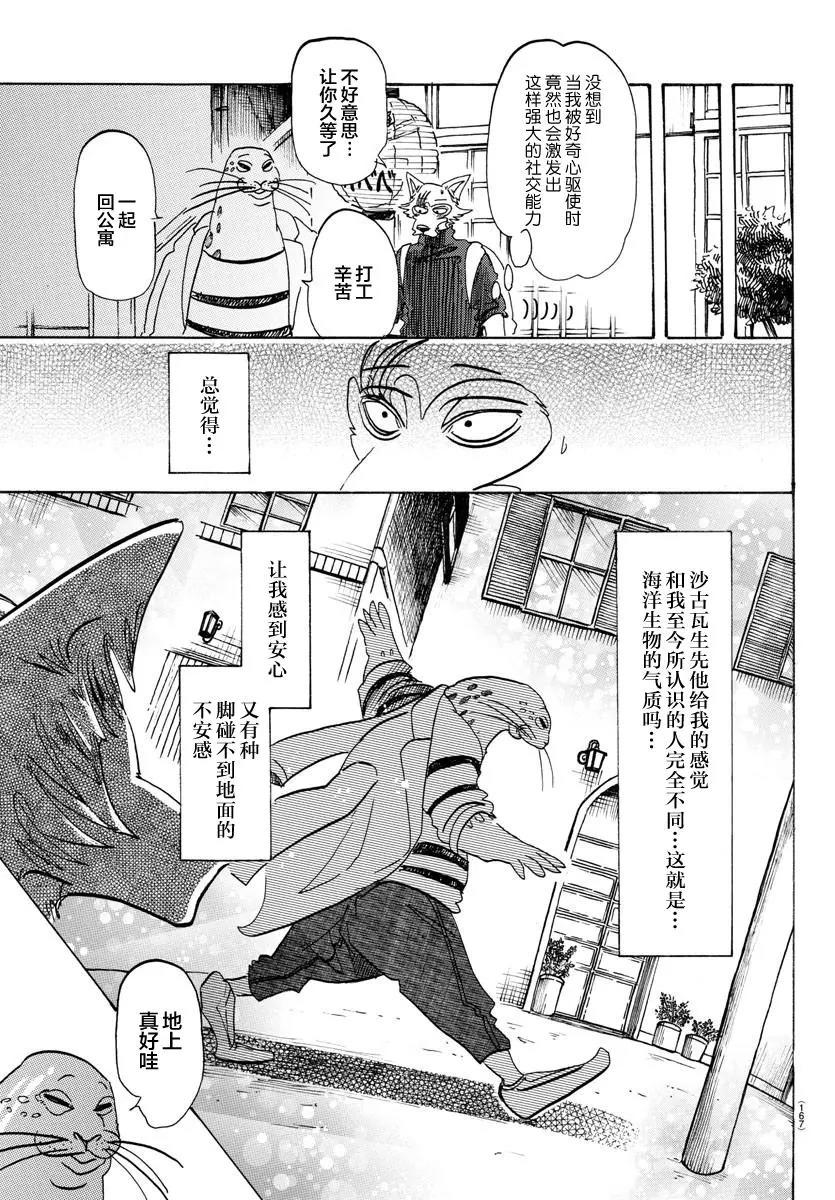 没想到
当我被好奇心驱使时
竟然也会激发出
这样强大的社交能力
不好意思…
让你久等了
打工
辛苦
一起
回公寓
总觉得…
沙古瓦生先他给我的感觉
和我至今所认识的人完全不同…这就是…
海洋生物的气质吗…
让我感到安心
又有种
脚碰不到地面的
不安感
地上
真好哇
(167)